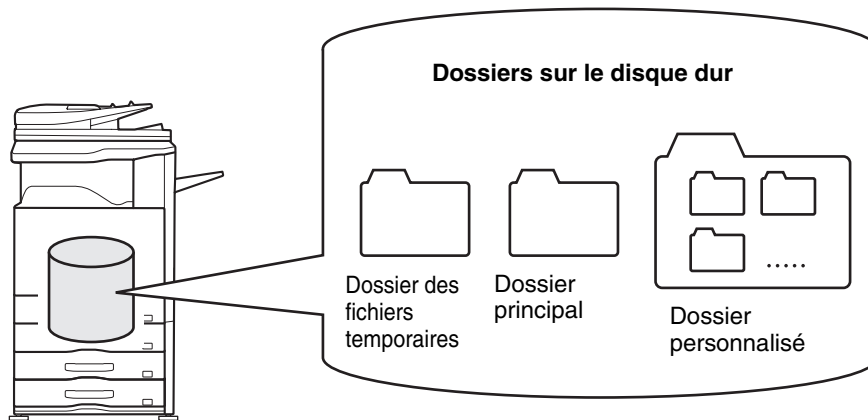 Dossiers sur le disque dur
Dossier des
fichiers
temporaires
Dossier
principal
.....
Dossier
personnalisé